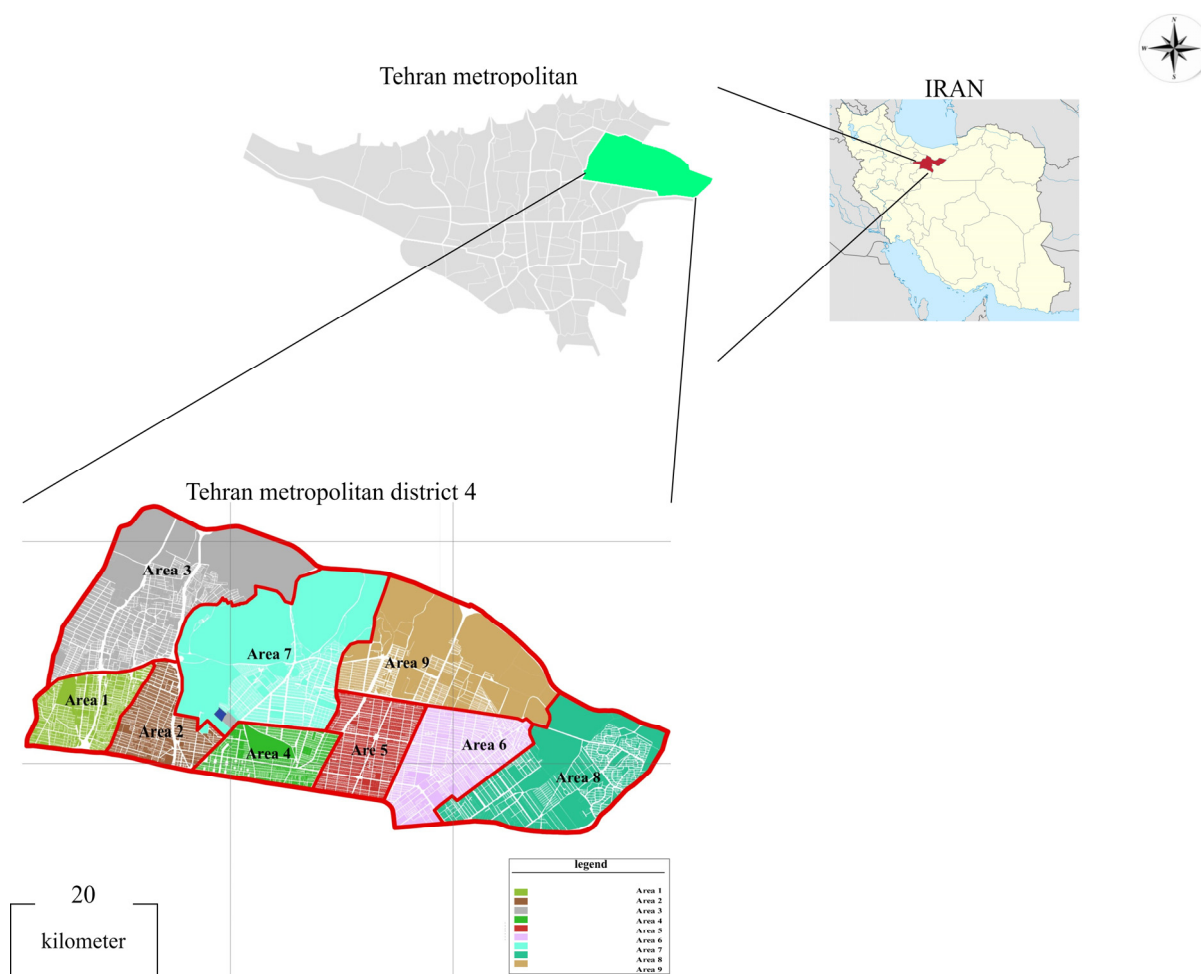 N
W
S
Tehran metropolitan
IRAN
Tehran metropolitan district 4
Area 3
Area 7
Area 9
Area 1
Area 2
Area 4
Are 5
Area 6
Area 8
legend
Area 1
Area 2
Area 3
Area 4
Area 5
Area 6
Area 7
Area 8
Area 9
20
kilometer